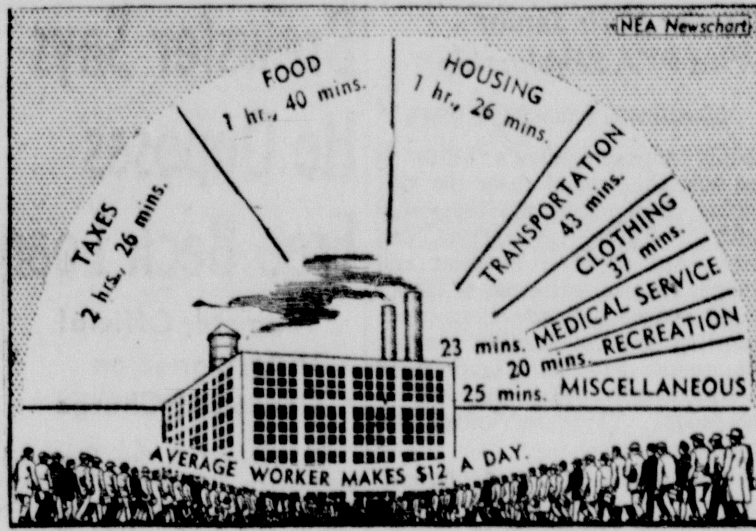 NEA Newschart
TAXES
2 hrs., 26 mins.
FOOD
1 hr., 40 mins.
HOUSING
1 hr., 26 mins.
TRANSPORTATION
43 mins.
CLOTHING
37 mins.
23 mins. MEDICAL SERVICE
20 mins. RECREATION
25 mins. MISCELLANEOUS
AVERAGE WORKER MAKES $12 A DAY.